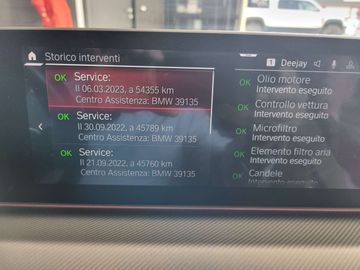 Storico interventi
1 Deejay
OK Service:
Il 06.03.2023, a 54355 km
Centro Assistenza: BMW 39135
OK Service:
Il 30.09.2022, a 45789 km
Centro Assistenza: BMW 39135
OK Service:
Il 21.09.2022, a 45760 km
Centro Assistenza: BMW 39135
OK Olio motore
Intervento eseguito
OK Controllo vettura
Intervento eseguito
OK Microfiltro
Intervento eseguito
OK Elemento filtro aria
Intervento eseguito
OK Candele
Intervento eseguito